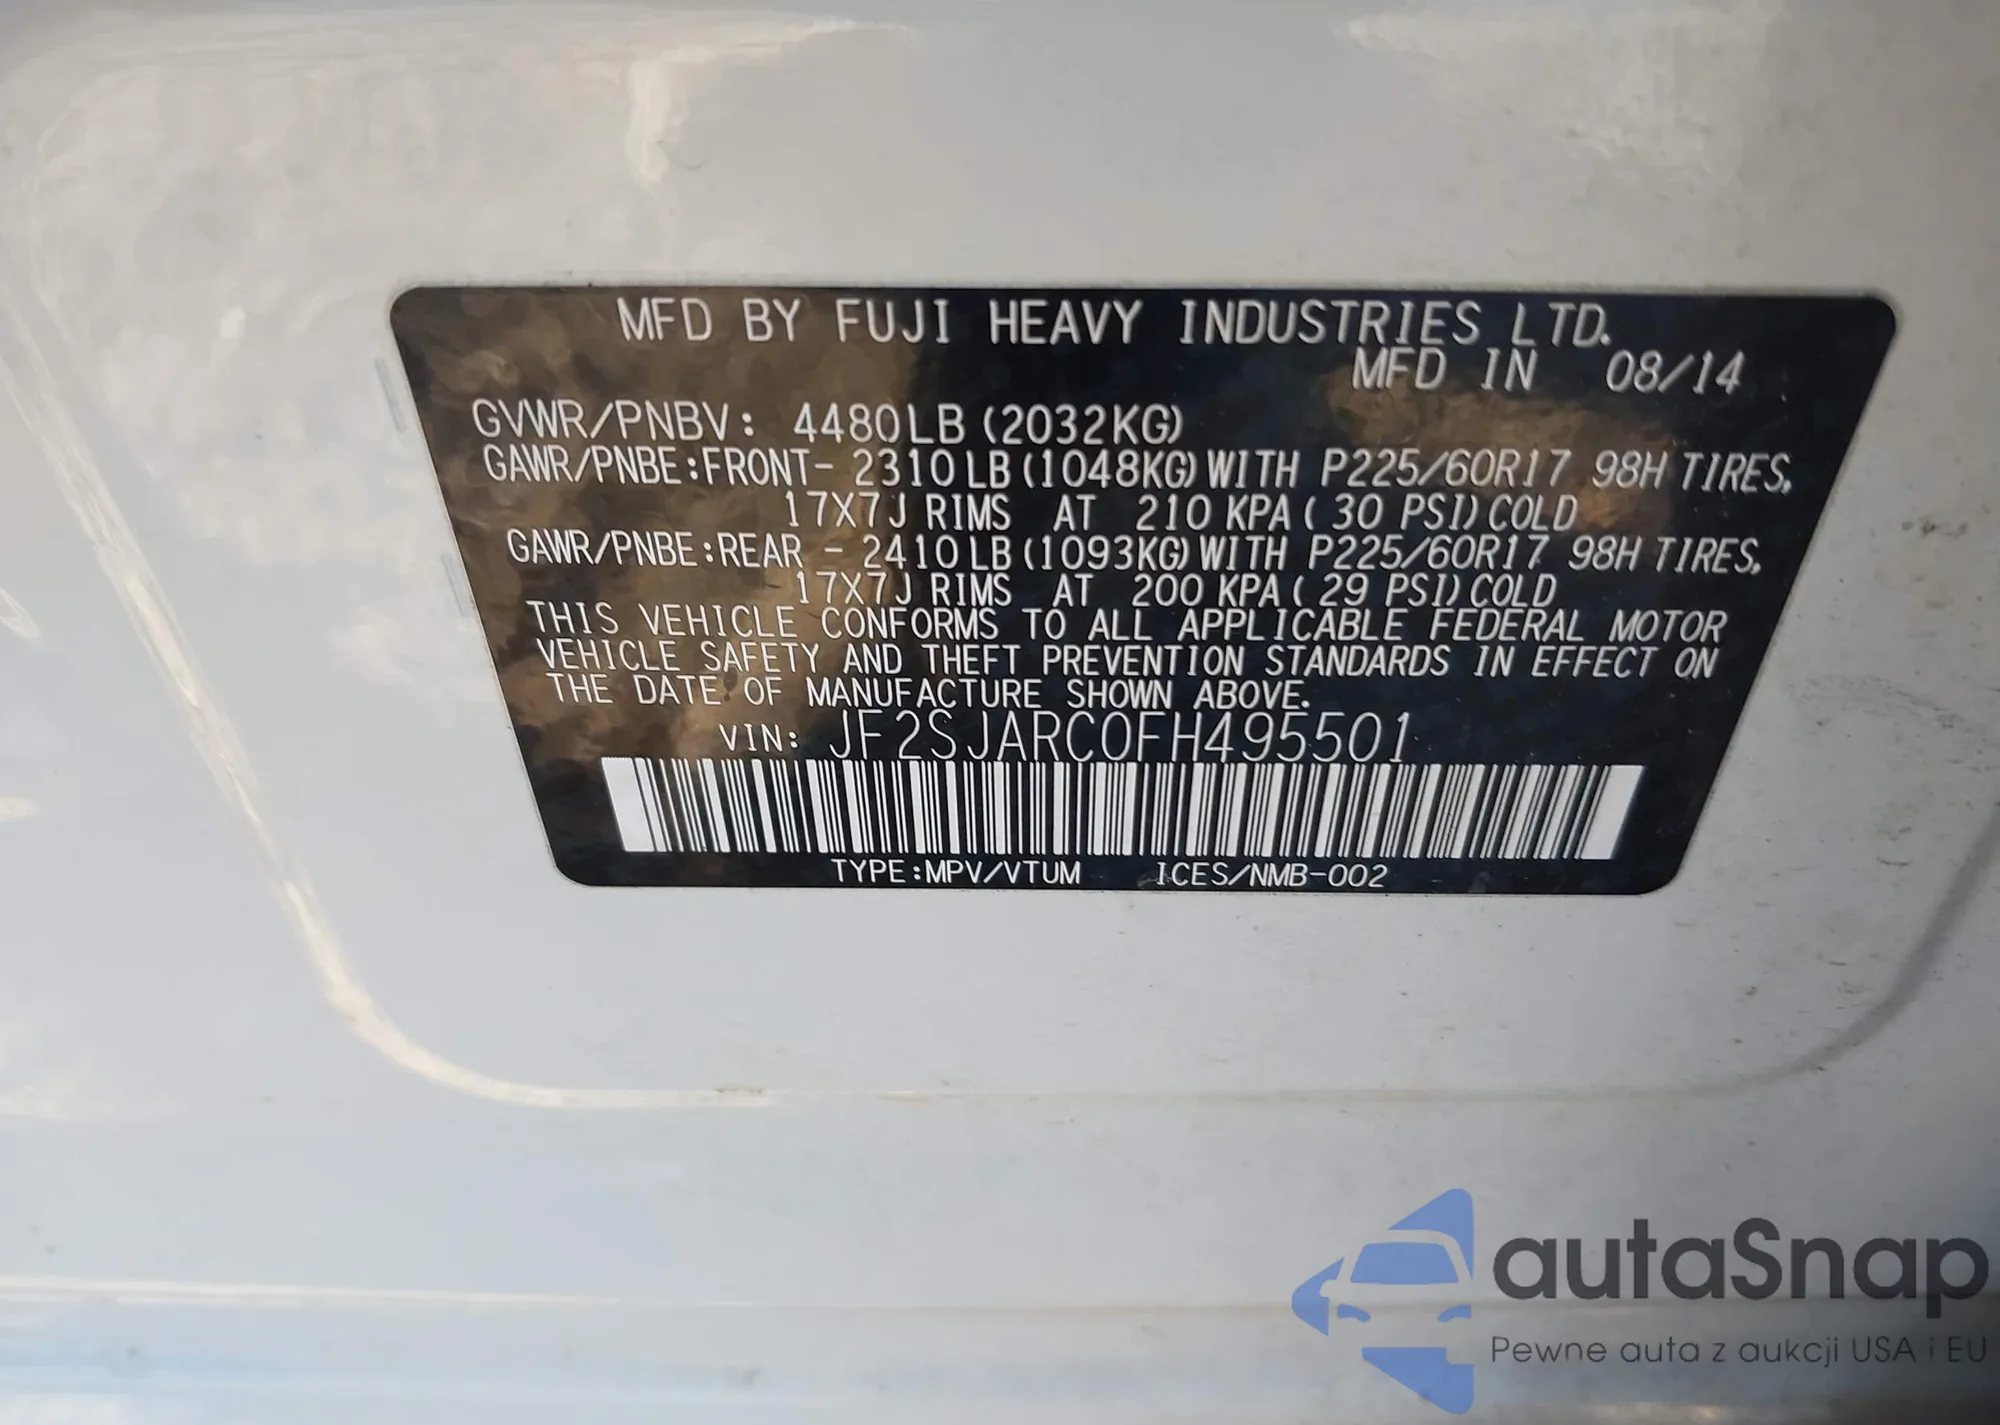 MFD BY FUJI HEAVY INDUSTRIES LTD.
MFD IN 08/14
GVWR/PNBV: 4480LB (2032KG)
GAWR/PNBE:FRONT- 2310LB(1048KG)WITH P225/60R17 98H TIRES,
17X7J RIMS AT 210 KPA( 30 PSI)COLD
GAWR/PNBE:REAR - 2410LB(1093KG)WITH P225/60R17 98H TIRES,
17X7J RIMS AT 200 KPA( 29 PSI)COLD
THIS VEHICLE CONFORMS TO ALL APPLICABLE FEDERAL MOTOR
VEHICLE SAFETY AND THEFT PREVENTION STANDARDS IN EFFECT ON
THE DATE OF MANUFACTURE SHOWN ABOVE.
VIN: JF2SJARC0FH495501
TYPE:MPV/VTUM ICES/NMB-002
autaSnap
Pewne auta z aukcji USA i EU